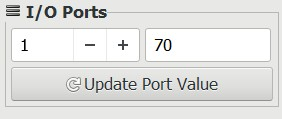 I/O Ports
1 − + 70
Update Port Value